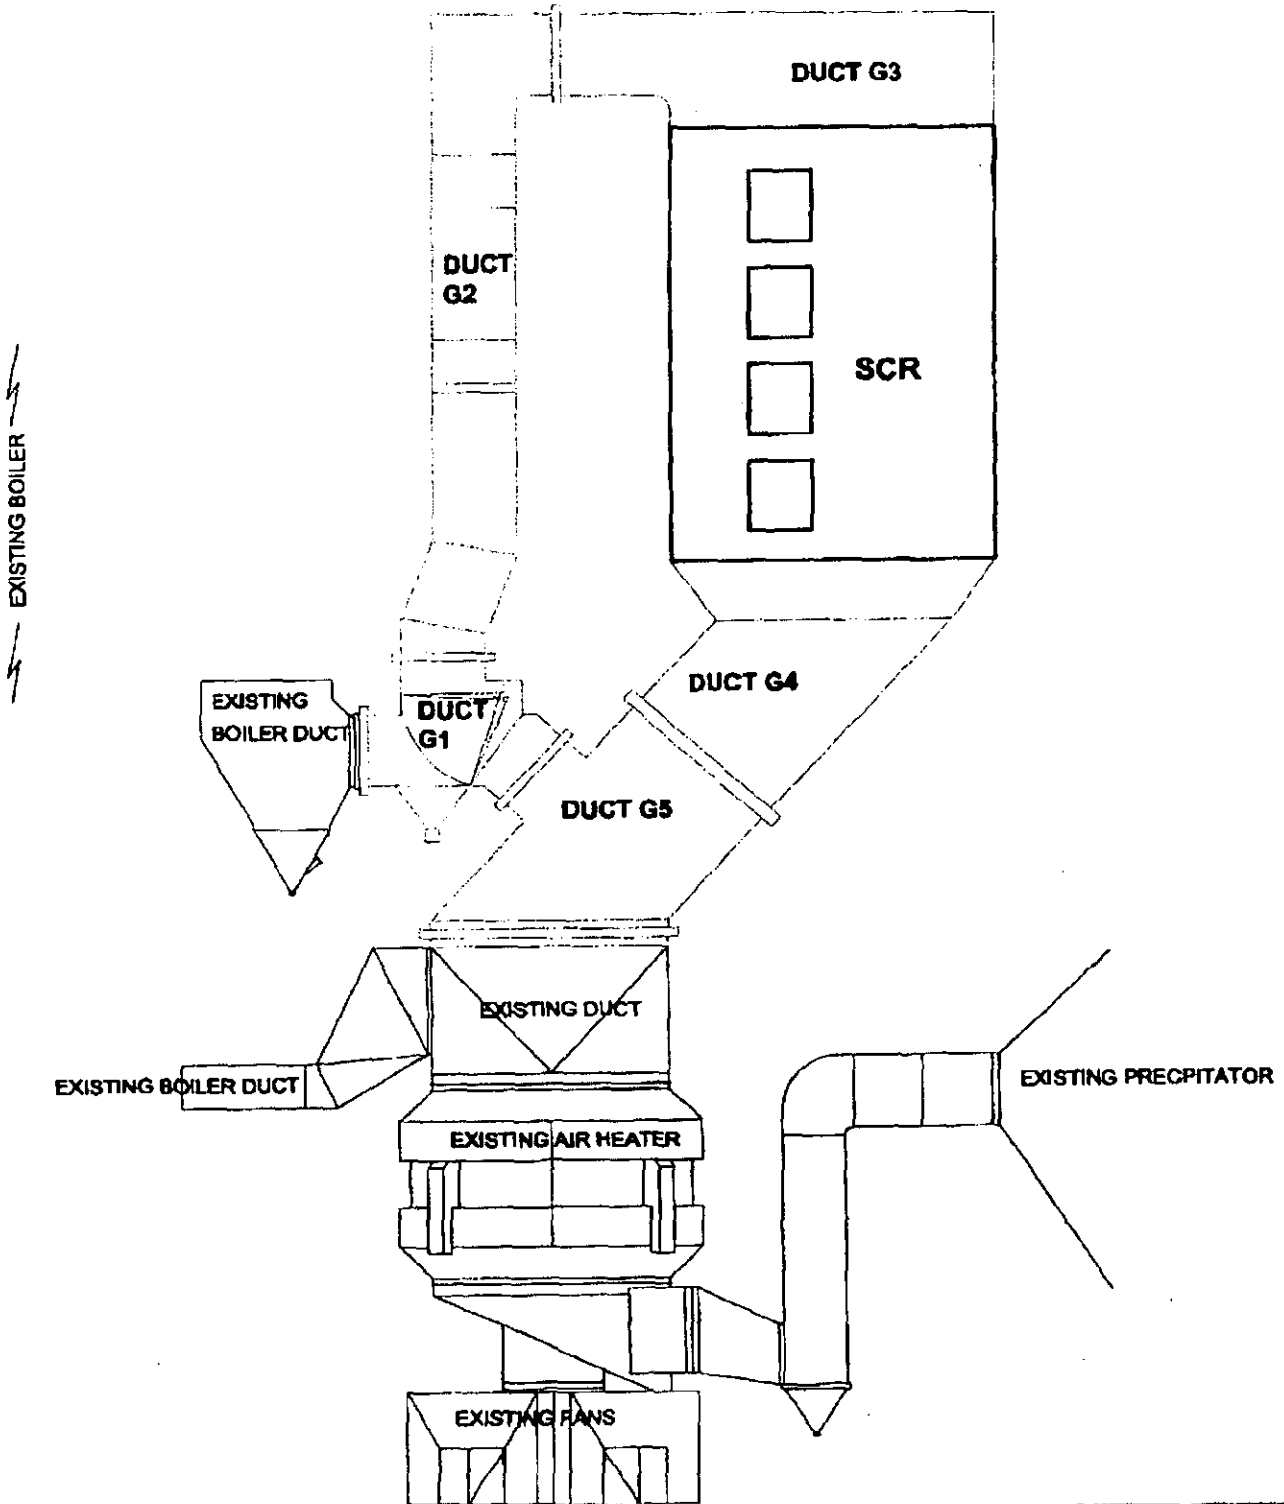 DUCT G3
DUCT
G2
SCR
EXISTING BOILER
DUCT G4
EXISTING
BOILER DUCT
DUCT
G1
DUCT G5
EXISTING DUCT
EXISTING BOILER DUCT
EXISTING PRECPITATOR
EXISTING AIR HEATER
EXISTING FANS